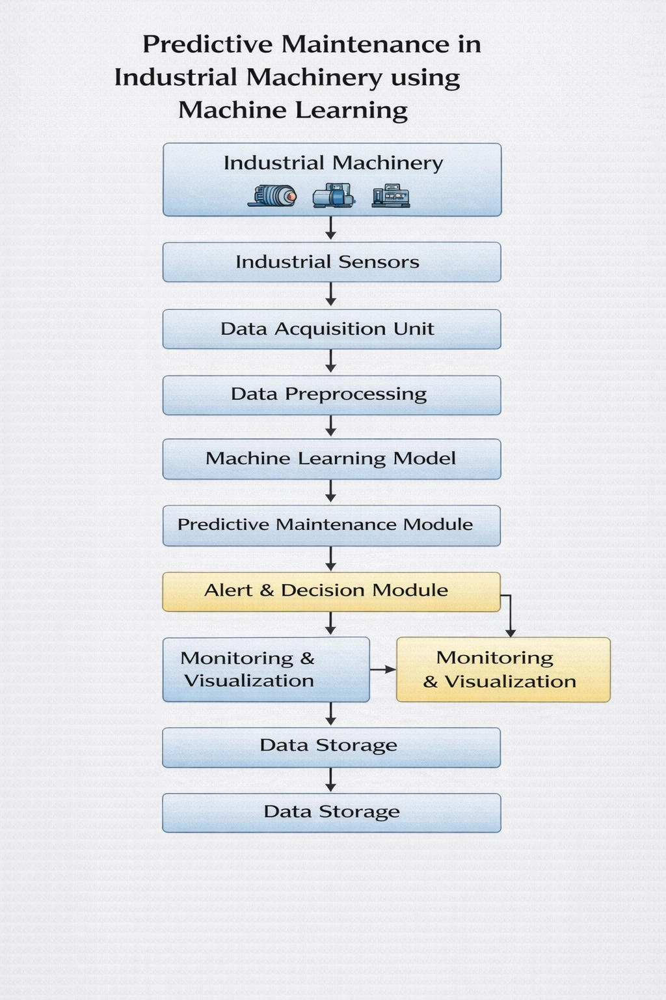 Predictive Maintenance in
Industrial Machinery using
Machine Learning
Industrial Machinery
Industrial Sensors
Data Acquisition Unit
Data Preprocessing
Machine Learning Model
Predictive Maintenance Module
Alert & Decision Module
Monitoring &
Visualization
Monitoring
& Visualization
Data Storage
Data Storage